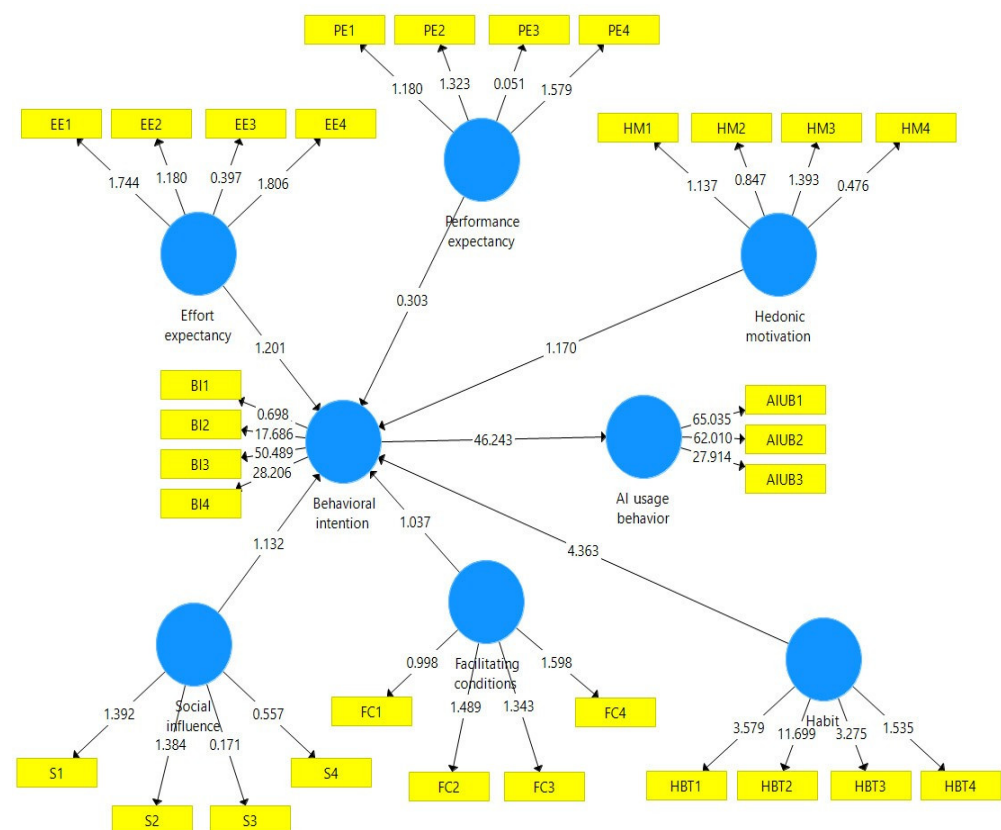 PE1 PE2 PE3 PE4
1.180 1.323 0.051 1.579
EE1 EE2 EE3 EE4
1.744 1.180 0.397 1.806
HM1 HM2 HM3 HM4
1.137 0.847 1.393 0.476
Performance
expectancy
Effort
expectancy
Hedonic
motivation
0.303
1.201
1.170
BI1
BI2
BI3
BI4
0.698
17.686
50.489
28.206
Behavioral
intention
46.243
AI usage
behavior
65.035
62.010
27.914
AIUB1
AIUB2
AIUB3
1.132
1.037
4.363
Social
influence
1.392 1.384 0.171 0.557
S1 S2 S3 S4
Facilitating
conditions
0.998 1.489 1.343 1.598
FC1 FC2 FC3 FC4
Habit
3.579 11.699 3.275 1.535
HBT1 HBT2 HBT3 HBT4